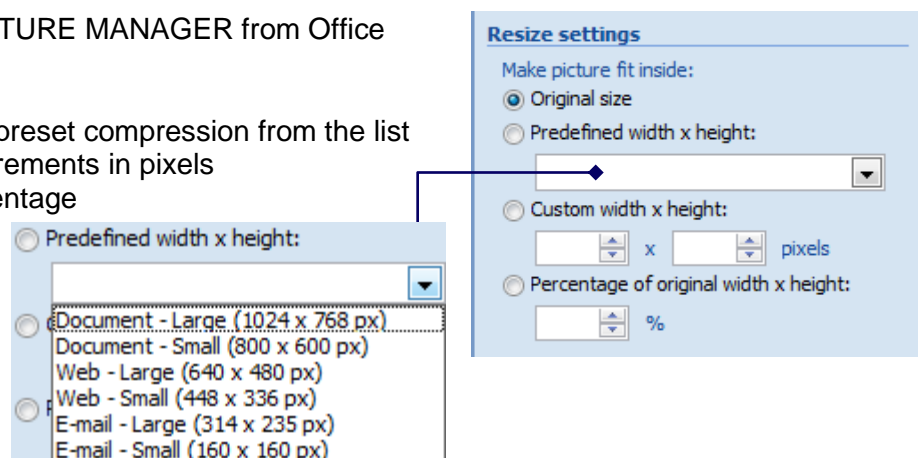 TURE MANAGER from Office
preset compression from the list
rements in pixels
entage
Resize settings
Make picture fit inside:
Original size
Predefined width x height:
Custom width x height:
x pixels
Percentage of original width x height:
%
Predefined width x height:
Document - Large (1024 x 768 px)
Document - Small (800 x 600 px)
Web - Large (640 x 480 px)
Web - Small (448 x 336 px)
E-mail - Large (314 x 235 px)
E-mail - Small (160 x 160 px)